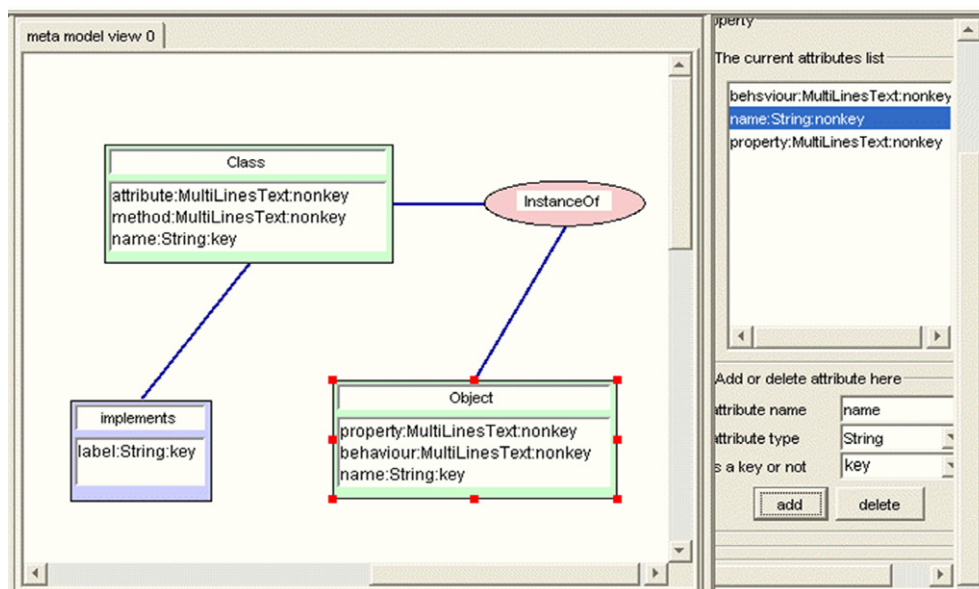 meta model view 0
Class
attribute:MultiLinesText:nonkey
method:MultiLinesText:nonkey
name:String:key
InstanceOf
implements
label:String:key
Object
property:MultiLinesText:nonkey
behaviour:MultiLinesText:nonkey
name:String:key
operty
The current attributes list
behsviour:MultiLinesText:nonkey
name:String:nonkey
property:MultiLinesText:nonkey
Add or delete attribute here
attribute name name
attribute type String
s a key or not key
add delete